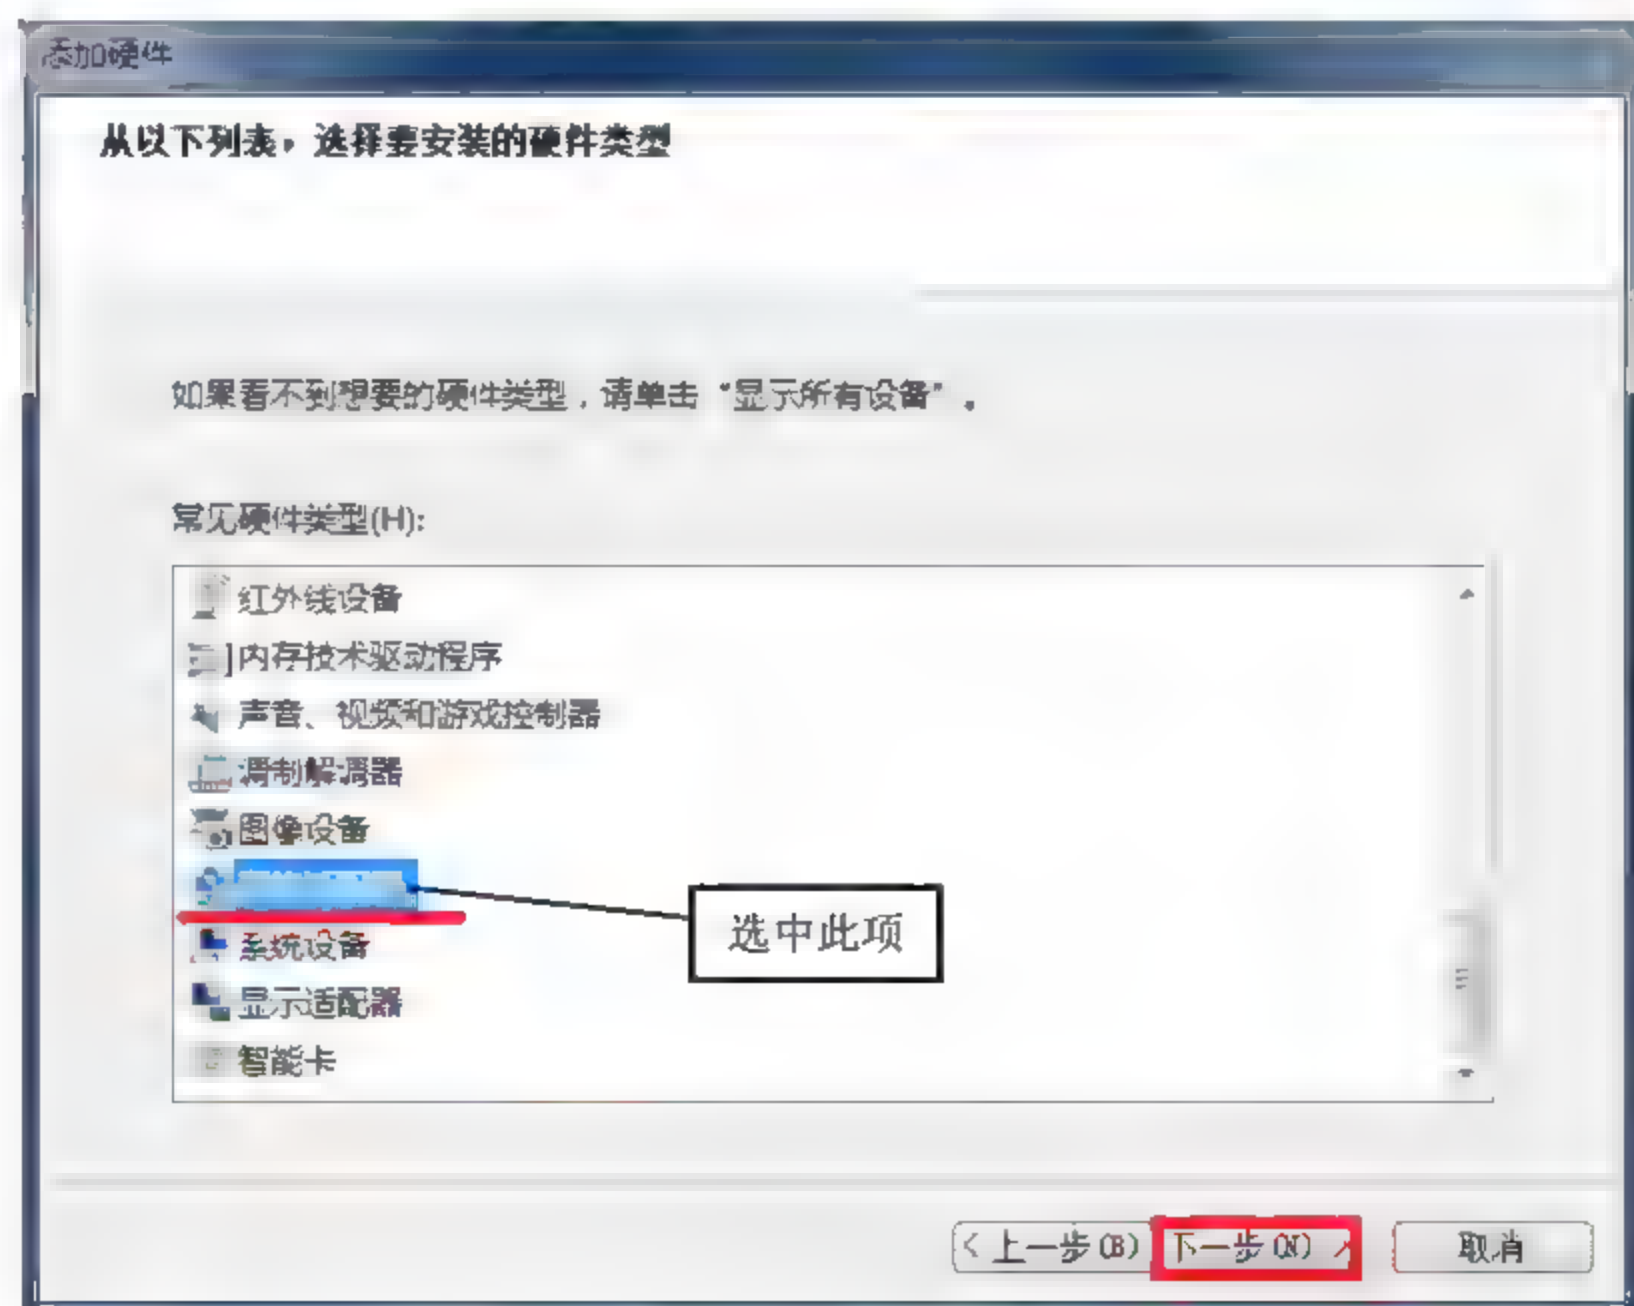 添加硬件
从以下列表，选择要安装的硬件类型
如果看不到想要的硬件类型，请单击“显示所有设备”。
常见硬件类型(H):
红外线设备
内存技术驱动程序
声音、视频和游戏控制器
调制解调器
图像设备
选中此项
系统设备
显示适配器
智能卡
< 上一步(B)
下一步(N) >
取消